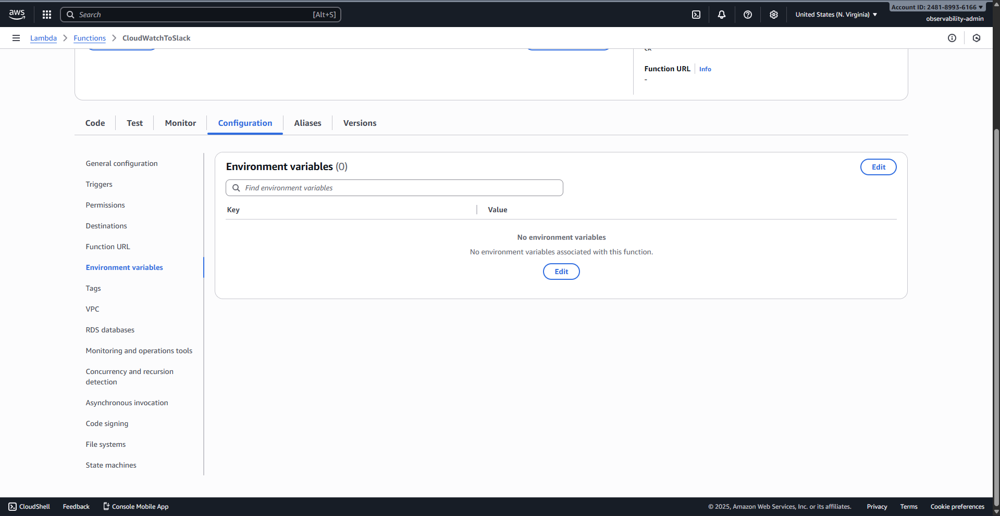 aws
Search [Alt+S]
United States (N. Virginia)
Account ID: 2481-8993-6166
observability-admin
Lambda
Functions
CloudWatchToSlack
Function URL
Info
-
Code
Test
Monitor
Configuration
Aliases
Versions
General configuration
Triggers
Permissions
Destinations
Function URL
Environment variables
Tags
VPC
RDS databases
Monitoring and operations tools
Concurrency and recursion
detection
Asynchronous invocation
Code signing
File systems
State machines
Environment variables (0)
Edit
Find environment variables
Key
Value
No environment variables
No environment variables associated with this function.
Edit
CloudShell
Feedback
Console Mobile App
© 2025, Amazon Web Services, Inc. or its affiliates.
Privacy
Terms
Cookie preferences